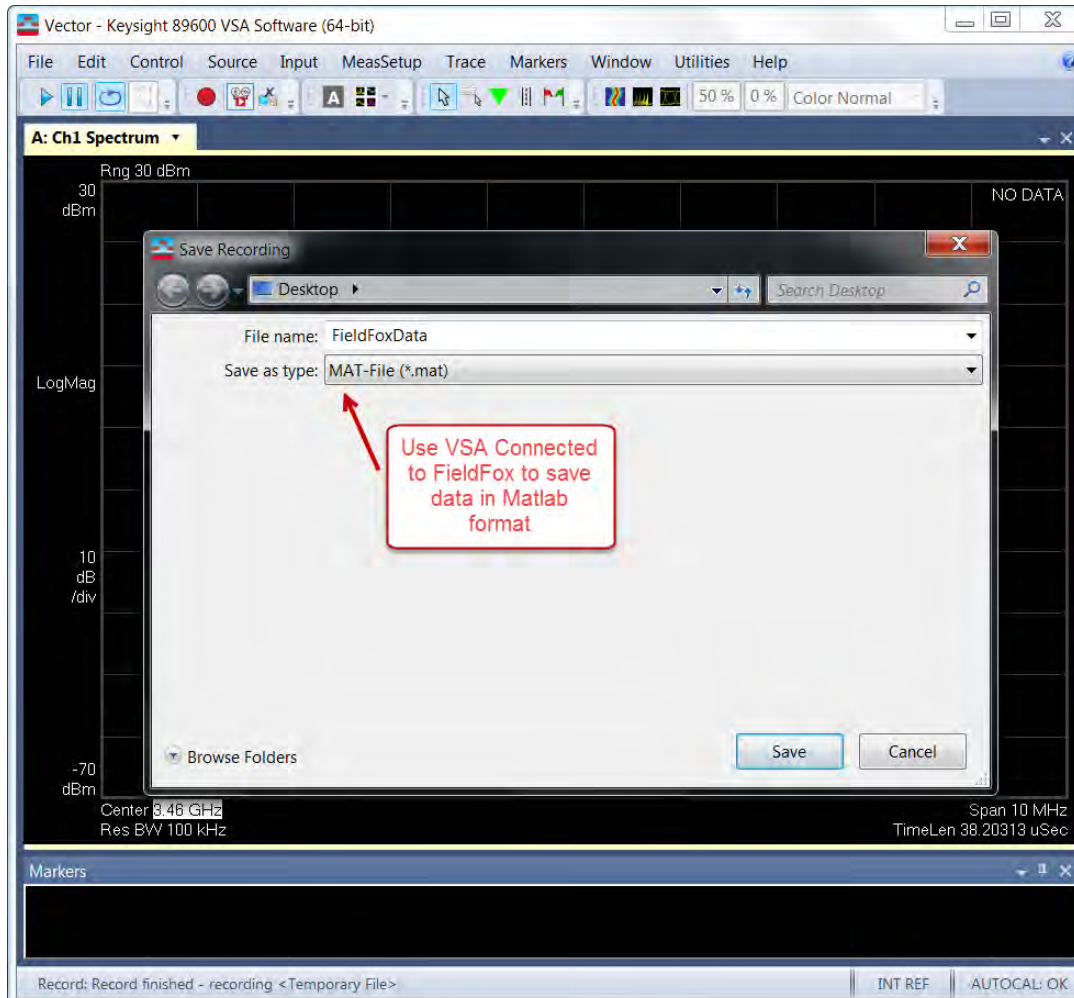 Vector - Keysight 89600 VSA Software (64-bit)
File Edit Control Source Input MeasSetup Trace Markers Window Utilities Help
A 50 % 0 % Color Normal
A: Ch1 Spectrum
Rng 30 dBm
30
dBm
NO DATA
Save Recording
Desktop
Search Desktop
File name: FieldFoxData
Save as type: MAT-File (*.mat)
LogMag
Use VSA Connected
to FieldFox to save
data in Matlab
format
10
dB
/div
Browse Folders
Save Cancel
-70
dBm
Center 3.46 GHz Span 10 MHz
Res BW 100 kHz TimeLen 38.20313 uSec
Markers
Record: Record finished - recording <Temporary File> INT REF AUTOCAL: OK